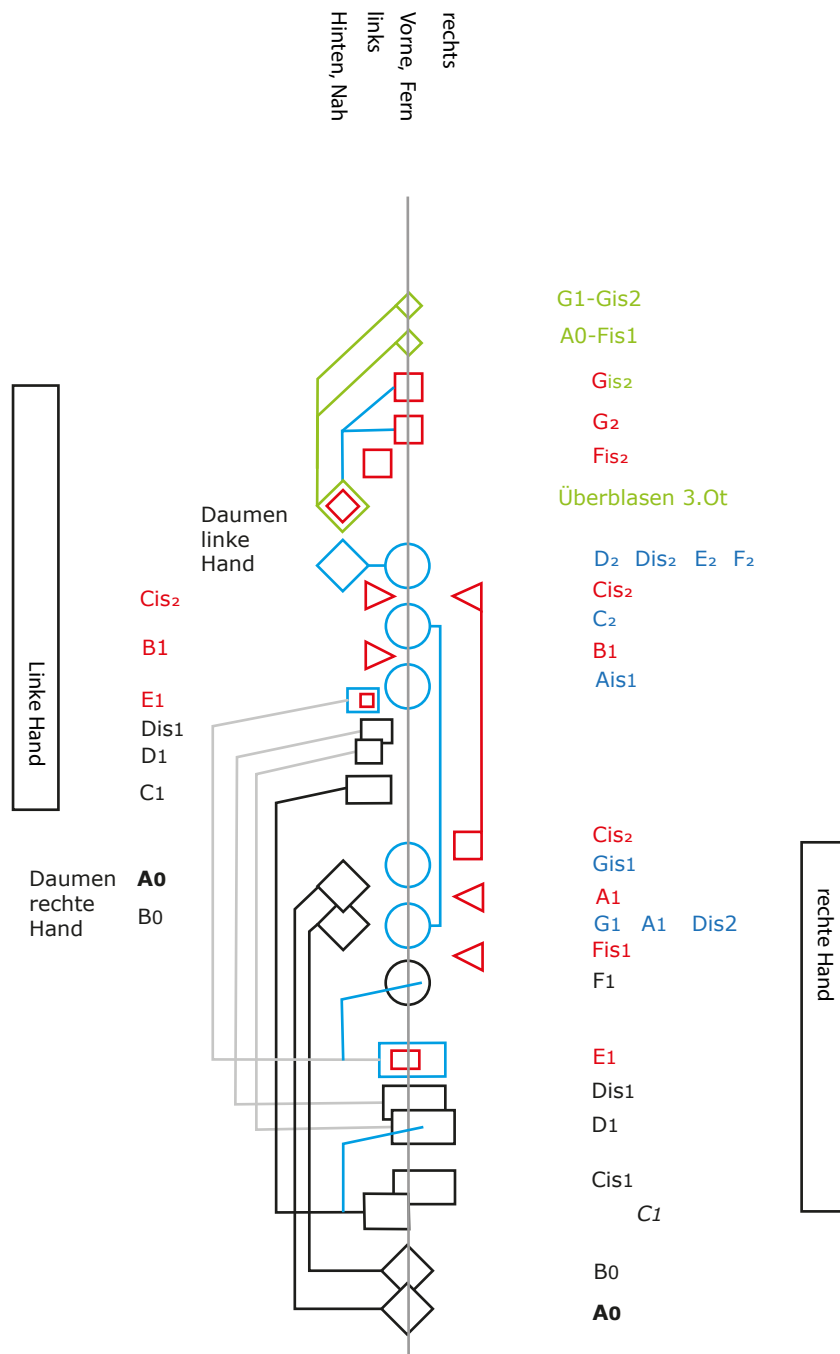 Hinten, Nah
links
Vorne, Fern
rechts
G1-Gis2
A0-Fis1
Gis2
G2
Fis2
Überblasen 3.Ot
Daumen
linke
Hand
D2 Dis2 E2 F2
Cis2
Cis2
C2
B1
B1
Ais1
E1
Dis1
D1
C1
Linke Hand
Cis2
Gis1
Daumen
rechte
Hand
A0
B0
A1
G1 A1 Dis2
Fis1
F1
rechte Hand
E1
Dis1
D1
Cis1
C1
B0
A0